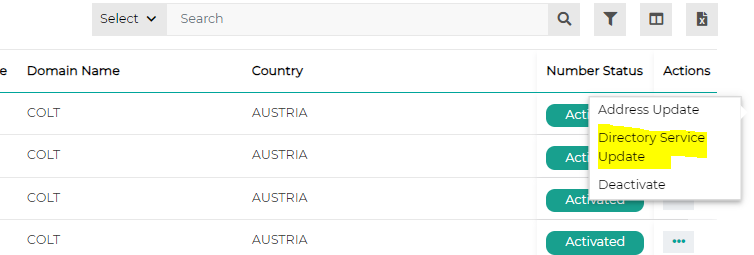 Select Search
e Domain Name Country Number Status Actions
COLT AUSTRIA Acti
Address Update
COLT AUSTRIA Acti
Directory Service
Update
Deactivate
COLT AUSTRIA Activated
COLT AUSTRIA Activated •••